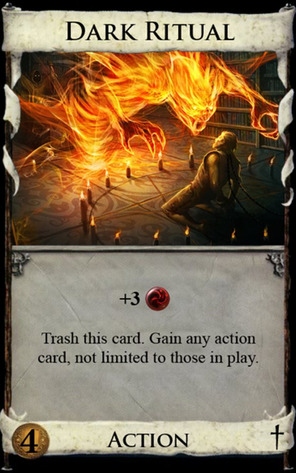 DARK RITUAL
+3
Trash this card. Gain any action
card, not limited to those in play.
4 ACTION